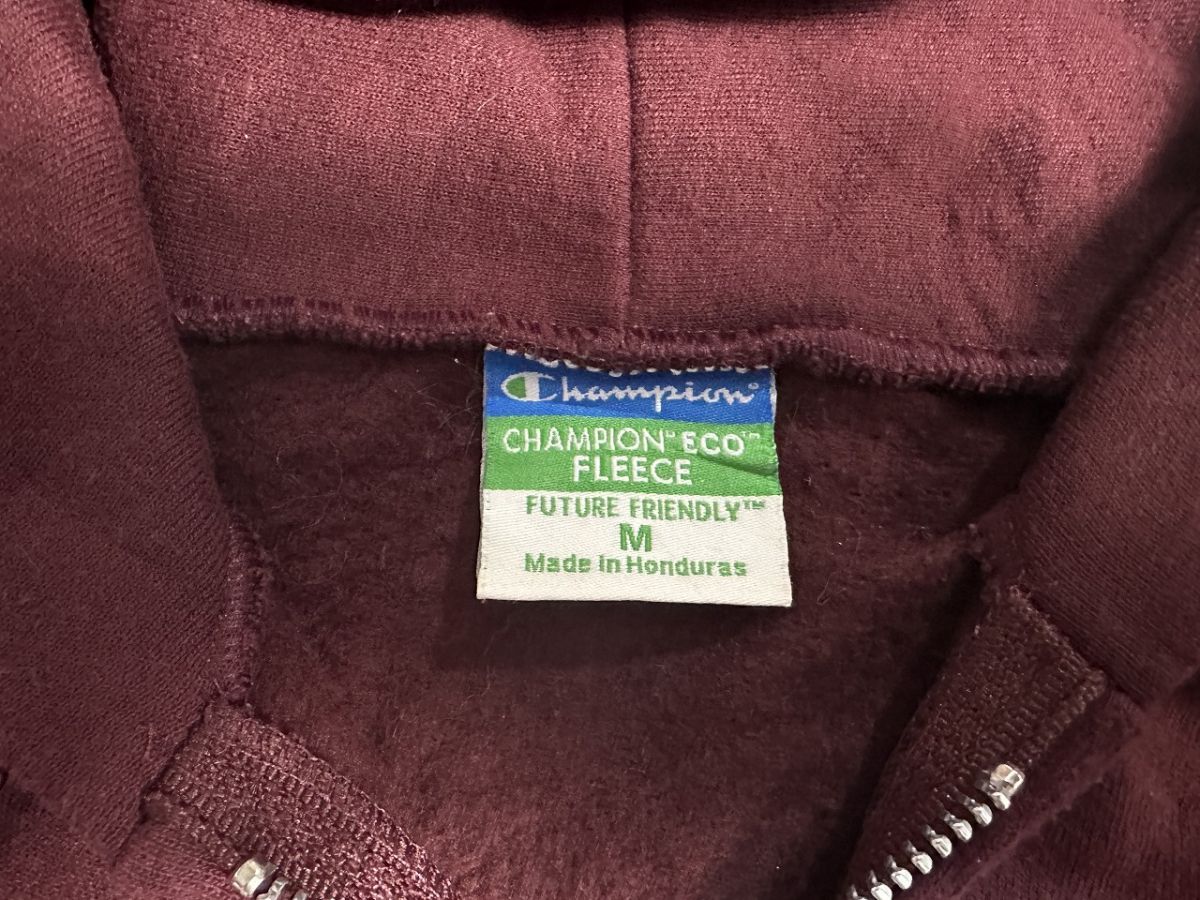 Champion®
CHAMPION™ ECO™
FLEECE
FUTURE FRIENDLY™
M
Made In Honduras